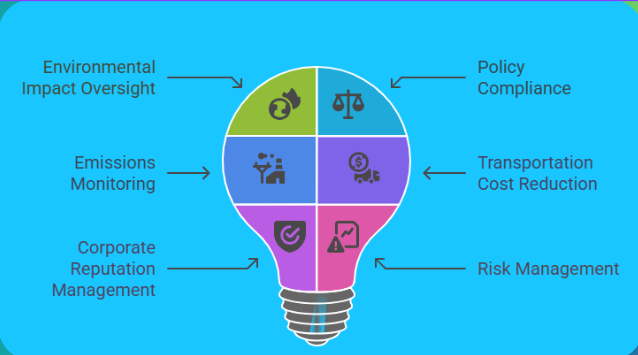 Environmental
Impact Oversight
Policy
Compliance
Emissions
Monitoring
Transportation
Cost Reduction
Corporate
Reputation
Management
Risk Management